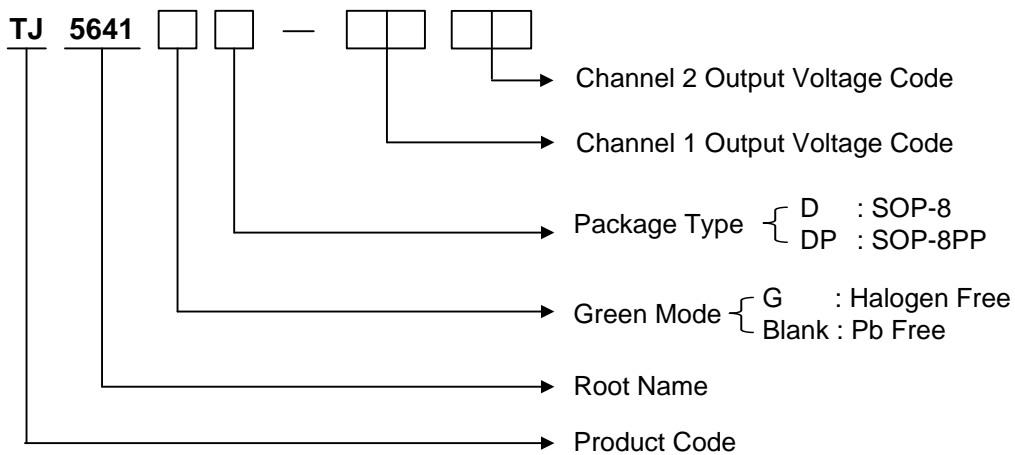 TJ 5641 —
Channel 2 Output Voltage Code
Channel 1 Output Voltage Code
Package Type
D : SOP-8
DP : SOP-8PP
Green Mode
G : Halogen Free
Blank : Pb Free
Root Name
Product Code